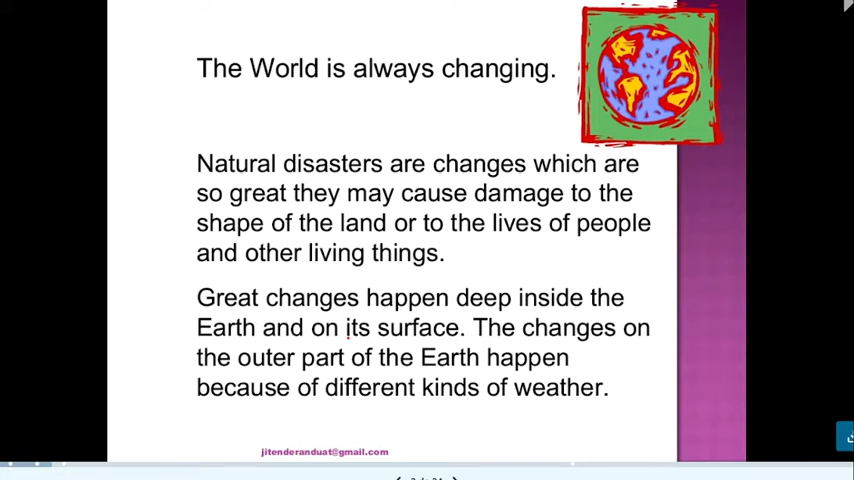 The World is always changing.
Natural disasters are changes which are
so great they may cause damage to the
shape of the land or to the lives of people
and other living things.
Great changes happen deep inside the
Earth and on its surface. The changes on
the outer part of the Earth happen
because of different kinds of weather.
jitenderanduat@gmail.com